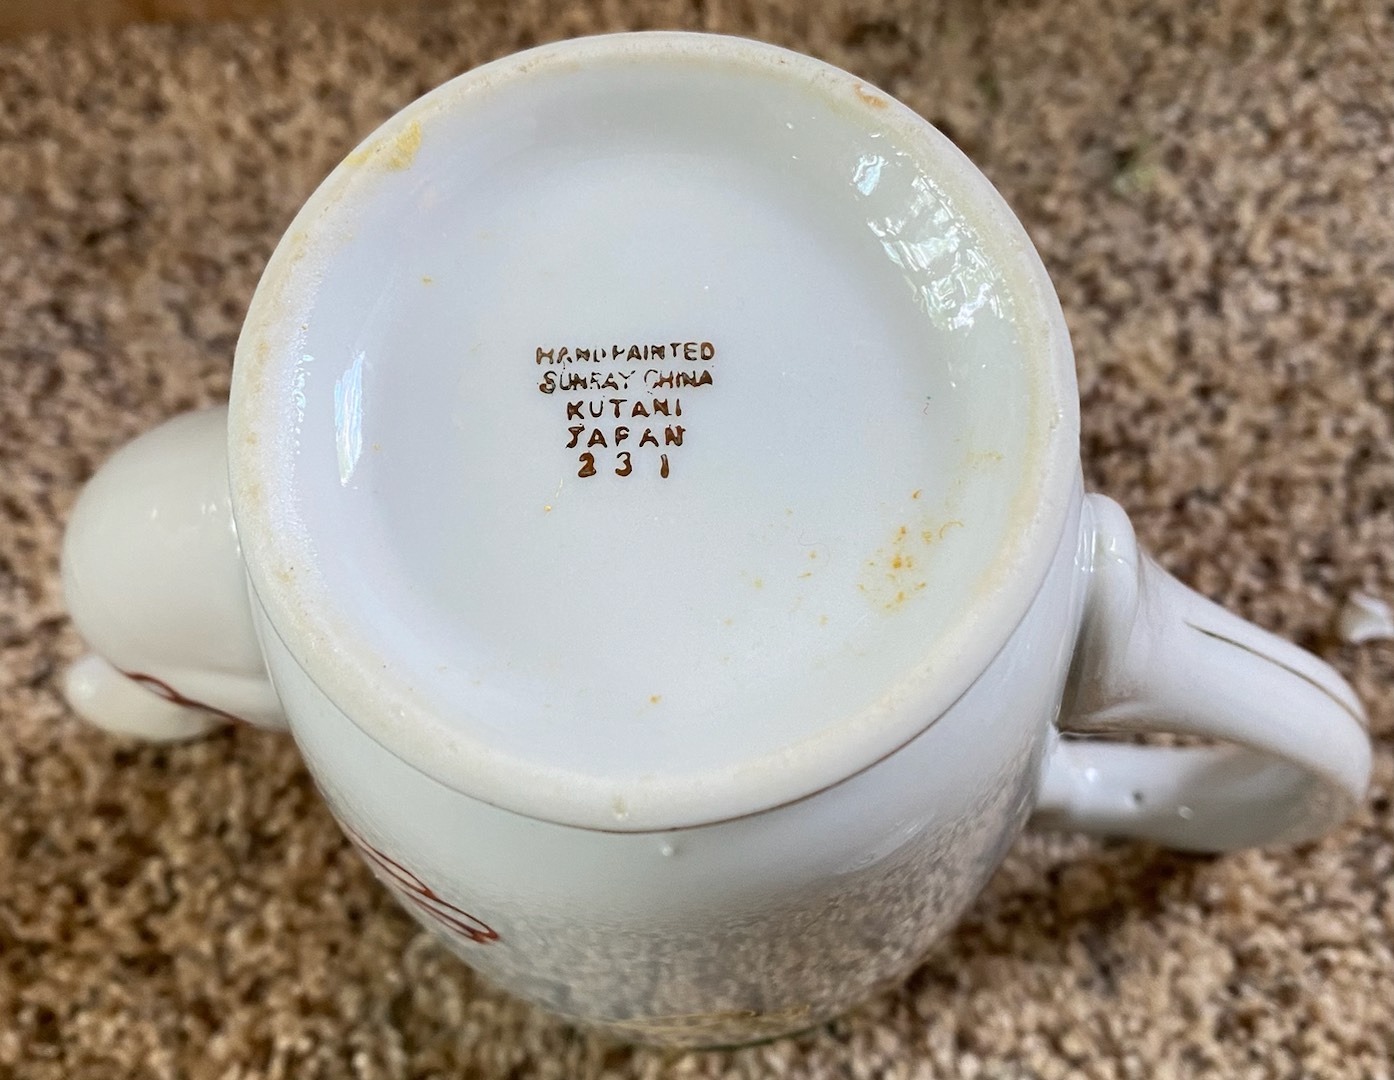 HAND PAINTED
SUNRAY CHINA
KUTANI
JAPAN
231